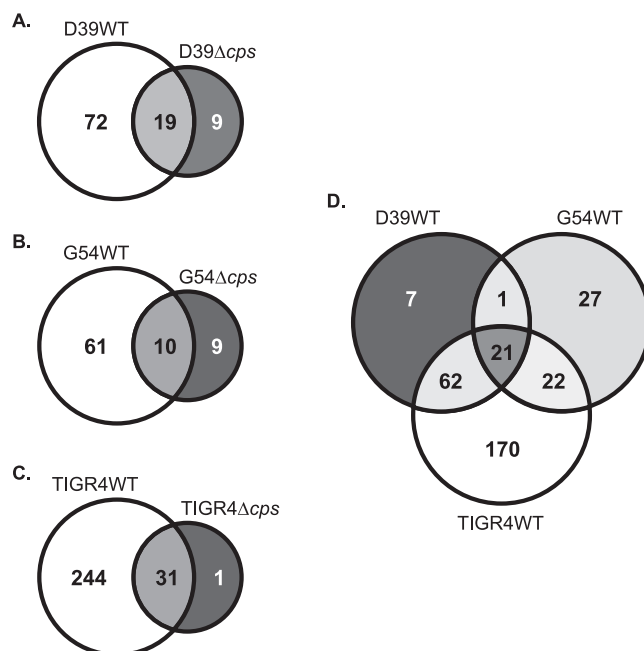 A.
D39WT
D39Δcps
72 19 9
B.
G54WT
G54Δcps
61 10 9
C.
TIGR4WT
TIGR4Δcps
244 31 1
D.
D39WT G54WT
7 1 27
21
62 22
170
TIGR4WT